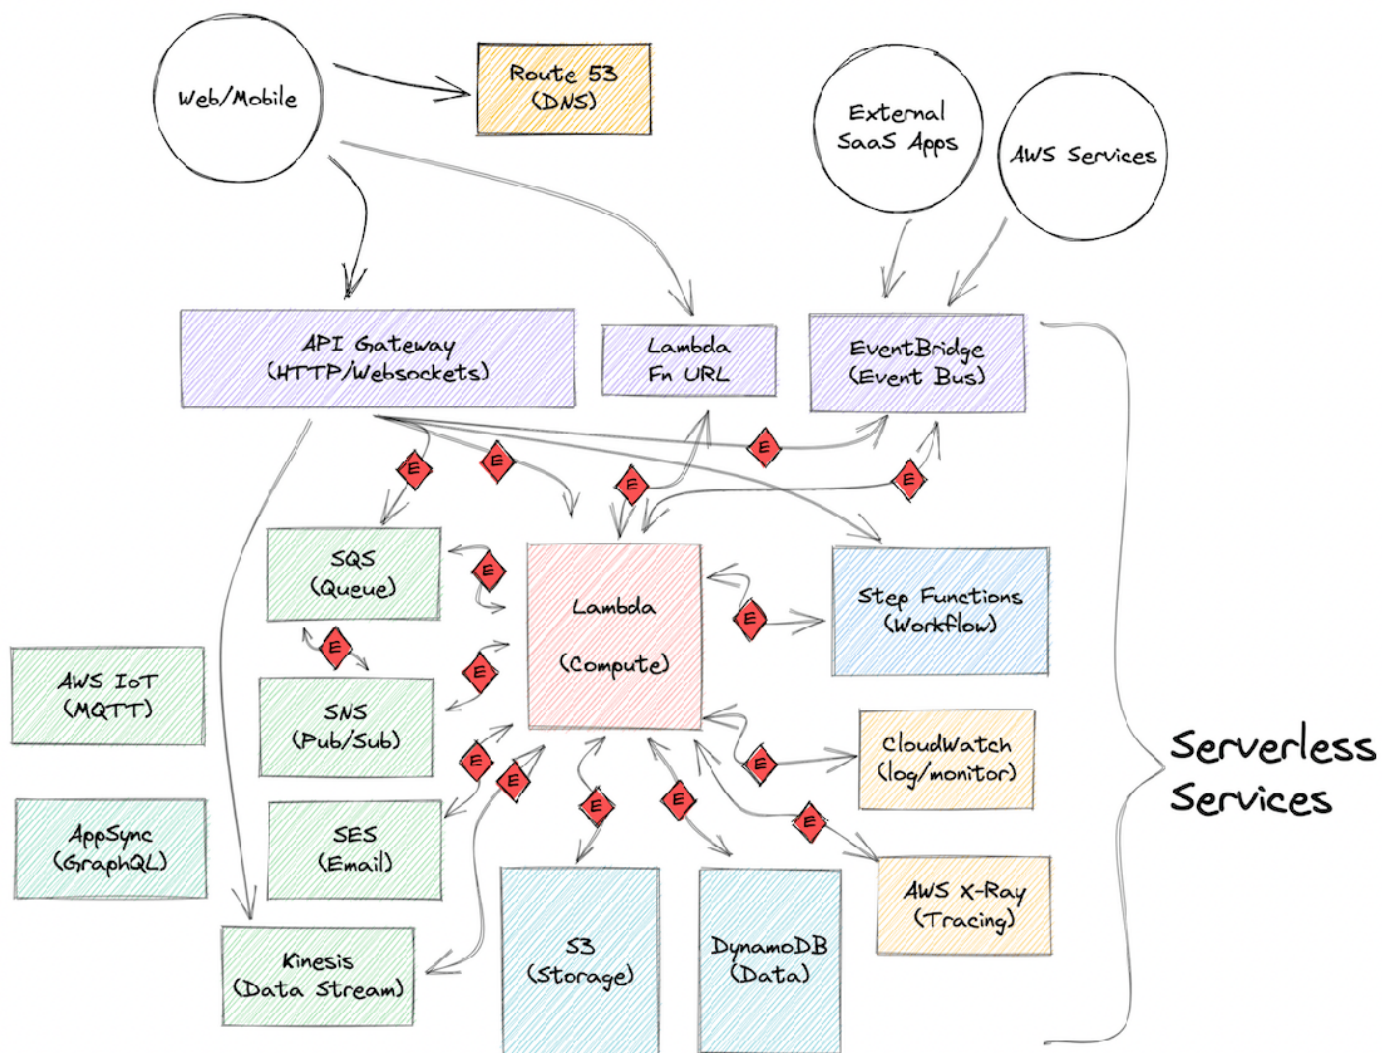 Web/Mobile
Route 53
(DNS)
External
SaaS Apps
AWS Services
API Gateway
(HTTP/Websockets)
Lambda
Fn URL
EventBridge
(Event Bus)
E
E
E
E
E
SQS
(Queue)
E
Lambda
(Compute)
E
Step Functions
(Workflow)
E
E
AWS IoT
(MQTT)
SNS
(Pub/Sub)
CloudWatch
(log/monitor)
Serverless
Services
E
E
E
E
E
E
AppSync
(GraphQL)
SES
(Email)
AWS X-Ray
(Tracing)
Kinesis
(Data Stream)
S3
(Storage)
DynamoDB
(Data)